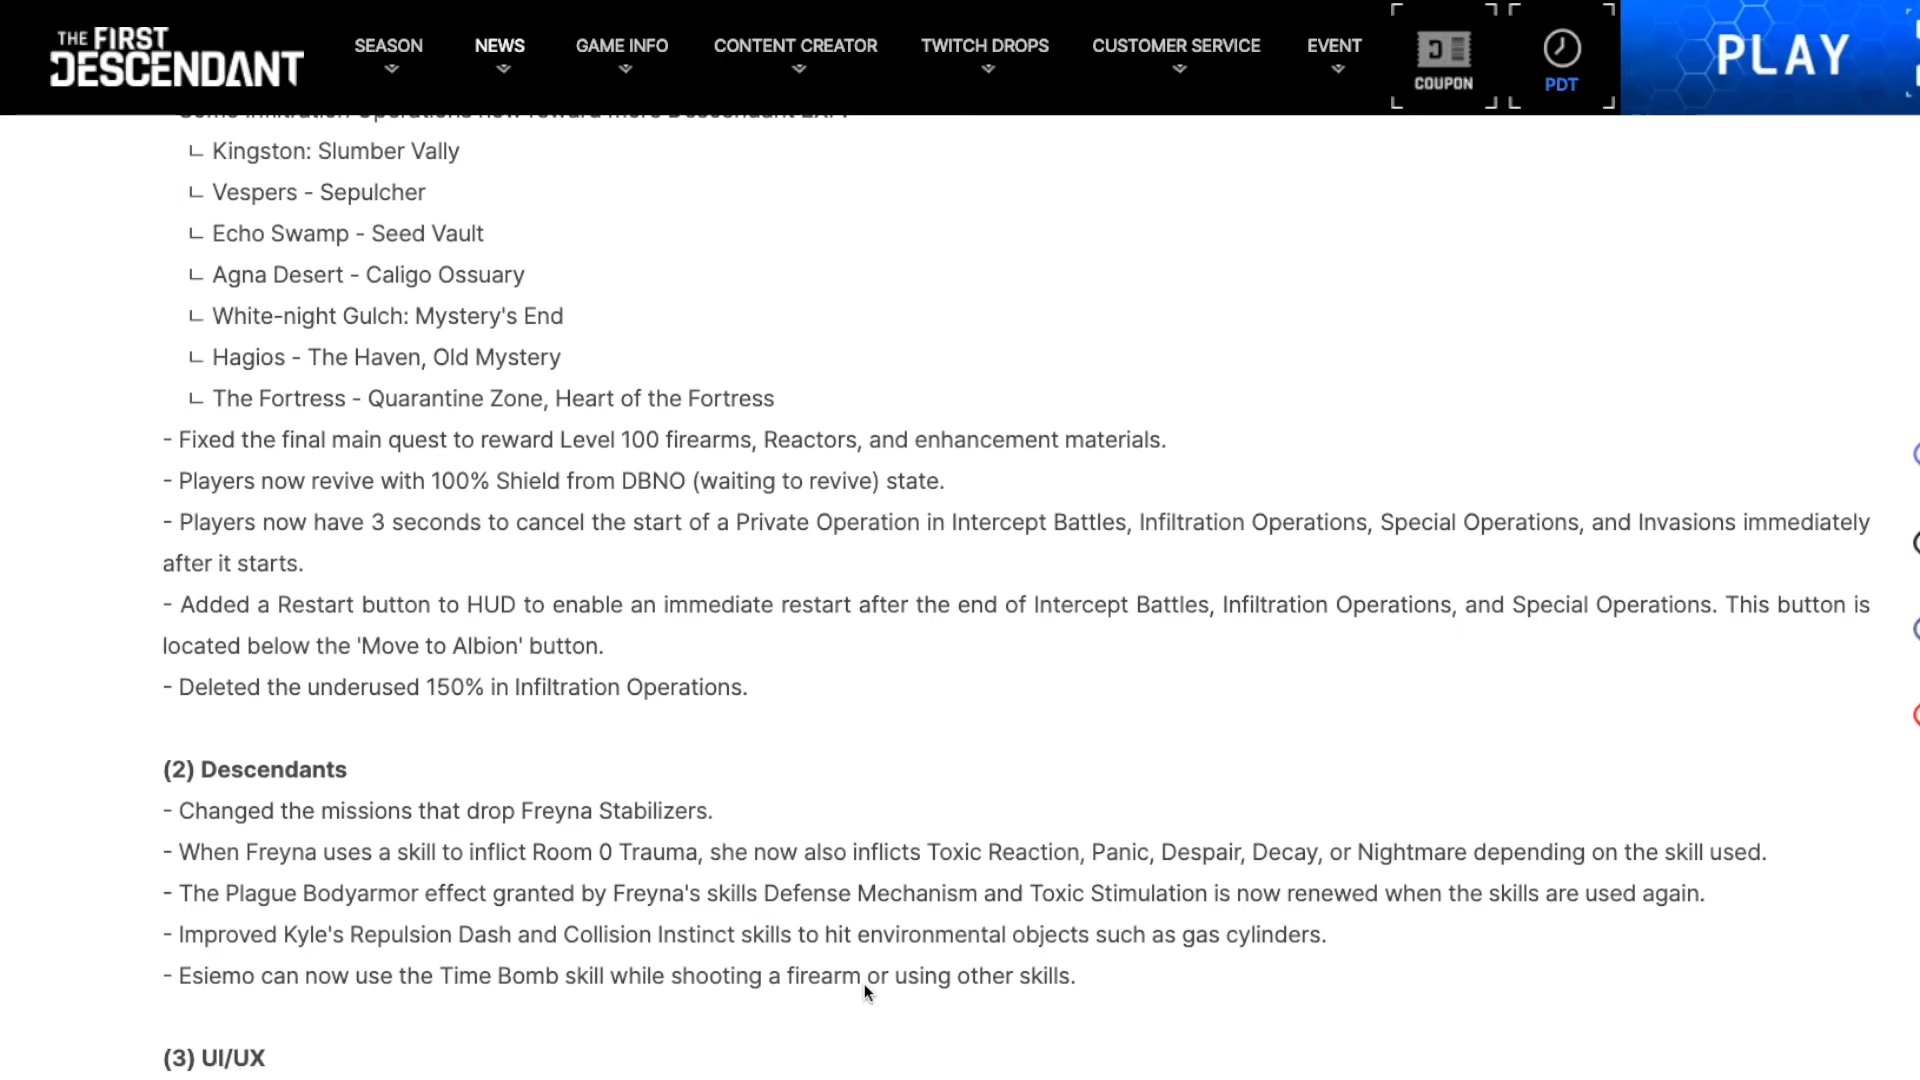 THE FIRST
DESCENDANT
SEASON
NEWS
GAME INFO
CONTENT CREATOR
TWITCH DROPS
CUSTOMER SERVICE
EVENT
COUPON
PDT
PLAY
ㄴ Kingston: Slumber Vally
ㄴ Vespers - Sepulcher
ㄴ Echo Swamp - Seed Vault
ㄴ Agna Desert - Caligo Ossuary
ㄴ White-night Gulch: Mystery's End
ㄴ Hagios - The Haven, Old Mystery
ㄴ The Fortress - Quarantine Zone, Heart of the Fortress
- Fixed the final main quest to reward Level 100 firearms, Reactors, and enhancement materials.
- Players now revive with 100% Shield from DBNO (waiting to revive) state.
- Players now have 3 seconds to cancel the start of a Private Operation in Intercept Battles, Infiltration Operations, Special Operations, and Invasions immediately
after it starts.
- Added a Restart button to HUD to enable an immediate restart after the end of Intercept Battles, Infiltration Operations, and Special Operations. This button is
located below the 'Move to Albion' button.
- Deleted the underused 150% in Infiltration Operations.
(2) Descendants
- Changed the missions that drop Freyna Stabilizers.
- When Freyna uses a skill to inflict Room 0 Trauma, she now also inflicts Toxic Reaction, Panic, Despair, Decay, or Nightmare depending on the skill used.
- The Plague Bodyarmor effect granted by Freyna's skills Defense Mechanism and Toxic Stimulation is now renewed when the skills are used again.
- Improved Kyle's Repulsion Dash and Collision Instinct skills to hit environmental objects such as gas cylinders.
- Esiemo can now use the Time Bomb skill while shooting a firearm or using other skills.
(3) UI/UX